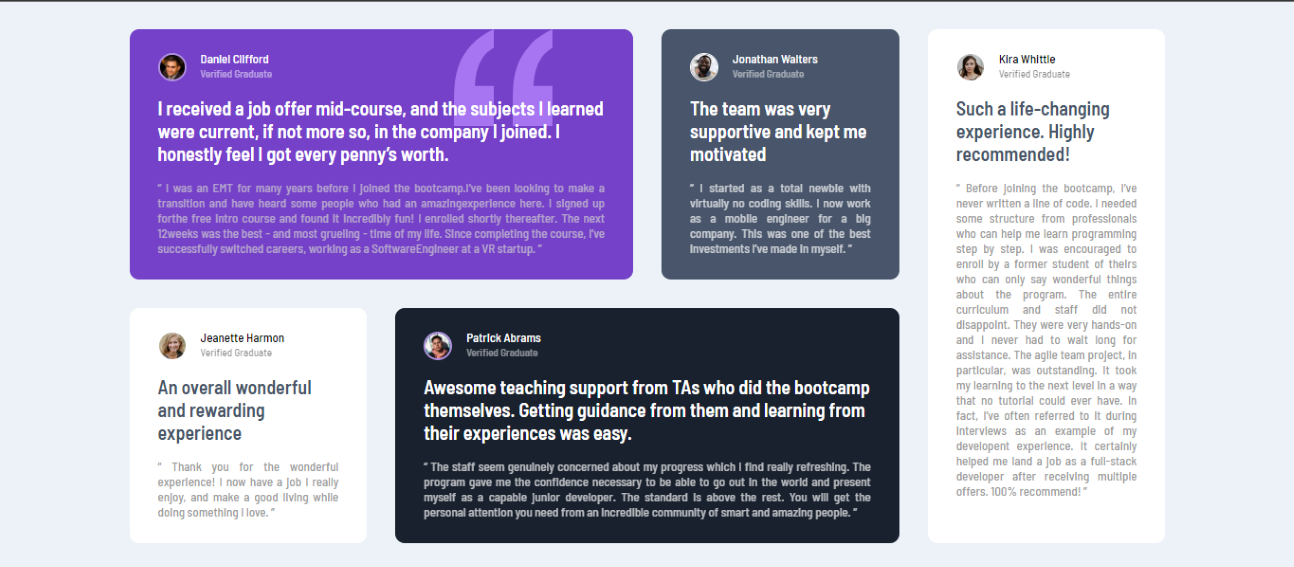 Daniel Clifford
Verified Graduate
I received a job offer mid-course, and the subjects I learned
were current, if not more so, in the company I joined. I
honestly feel I got every penny’s worth.
“ I was an EMT for many years before I joined the bootcamp.I’ve been looking to make a
transition and have heard some people who had an amazingexperience here. I signed up
forthe free intro course and found it incredibly fun! I enrolled shortly thereafter. The next
12weeks was the best - and most grueling - time of my life. Since completing the course, I’ve
successfully switched careers, working as a SoftwareEngineer at a VR startup. ”
Jonathan Walters
Verified Graduate
The team was very
supportive and kept me
motivated
“ I started as a total newbie with
virtually no coding skills. I now work
as a mobile engineer for a big
company. This was one of the best
investments I’ve made in myself. ”
Kira Whittle
Verified Graduate
Such a life-changing
experience. Highly
recommended!
“ Before joining the bootcamp, I’ve
never written a line of code. I needed
some structure from professionals
who can help me learn programming
step by step. I was encouraged to
enroll by a former student of theirs
who can only say wonderful things
about the program. The entire
curriculum and staff did not
disappoint. They were very hands-on
and I never had to wait long for
assistance. The agile team project, in
particular, was outstanding. It took
my learning to the next level in a way
that no tutorial could ever have. In
fact, I’ve often referred to it during
interviews as an example of my
developent experience. It certainly
helped me land a job as a full-stack
developer after receiving multiple
offers. 100% recommend! ”
Jeanette Harmon
Verified Graduate
An overall wonderful
and rewarding
experience
“ Thank you for the wonderful
experience! I now have a job I really
enjoy, and make a good living while
doing something I love. ”
Patrick Abrams
Verified Graduate
Awesome teaching support from TAs who did the bootcamp
themselves. Getting guidance from them and learning from
their experiences was easy.
“ The staff seem genuinely concerned about my progress which I find really refreshing. The
program gave me the confidence necessary to be able to go out in the world and present
myself as a capable junior developer. The standard is above the rest. You will get the
personal attention you need from an incredible community of smart and amazing people. ”